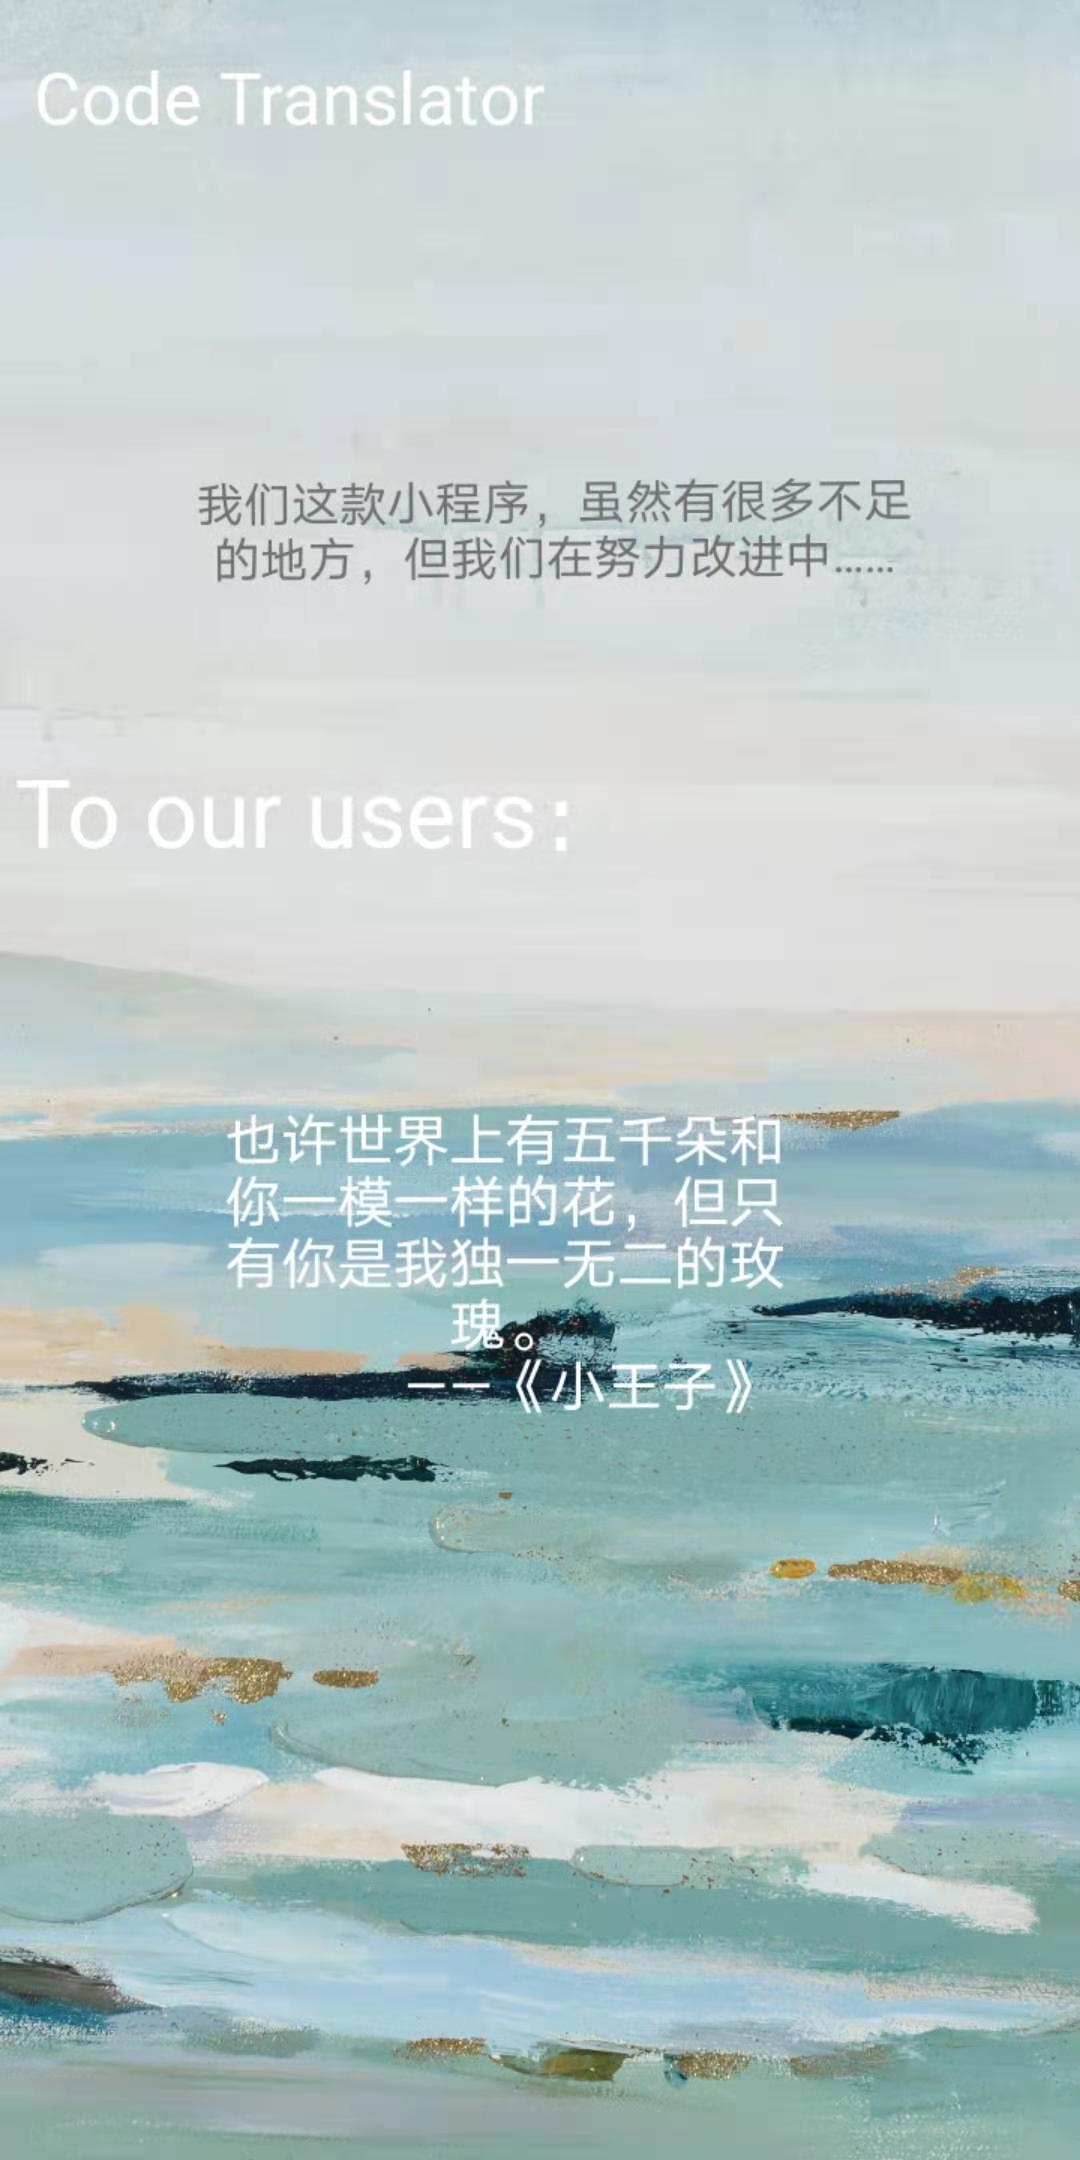 Code Translator
我们这款小程序，虽然有很多不足
的地方，但我们在努力改进中……
To our users：
也许世界上有五千朵和
你一模一样的花，但只
有你是我独一无二的玫
瑰。
——《小王子》